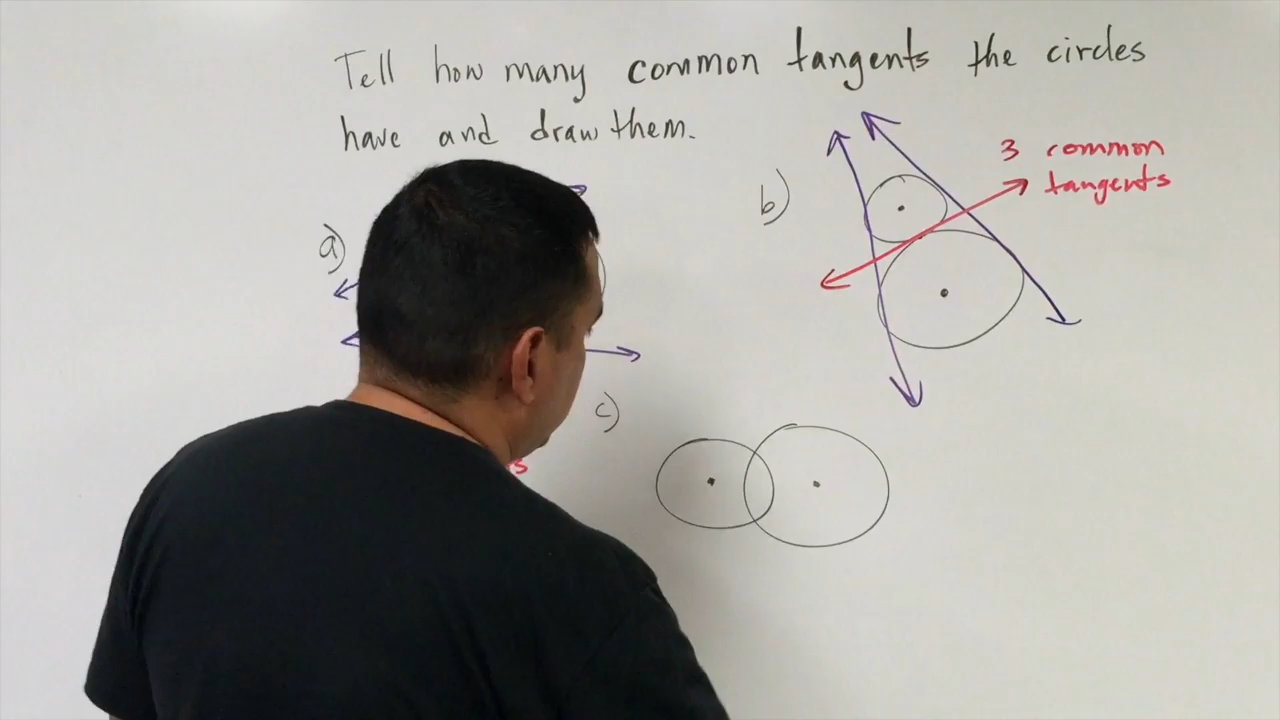 Tell how many common tangents the circles
have and draw them.
a)
b)
3 common
tangents
c)